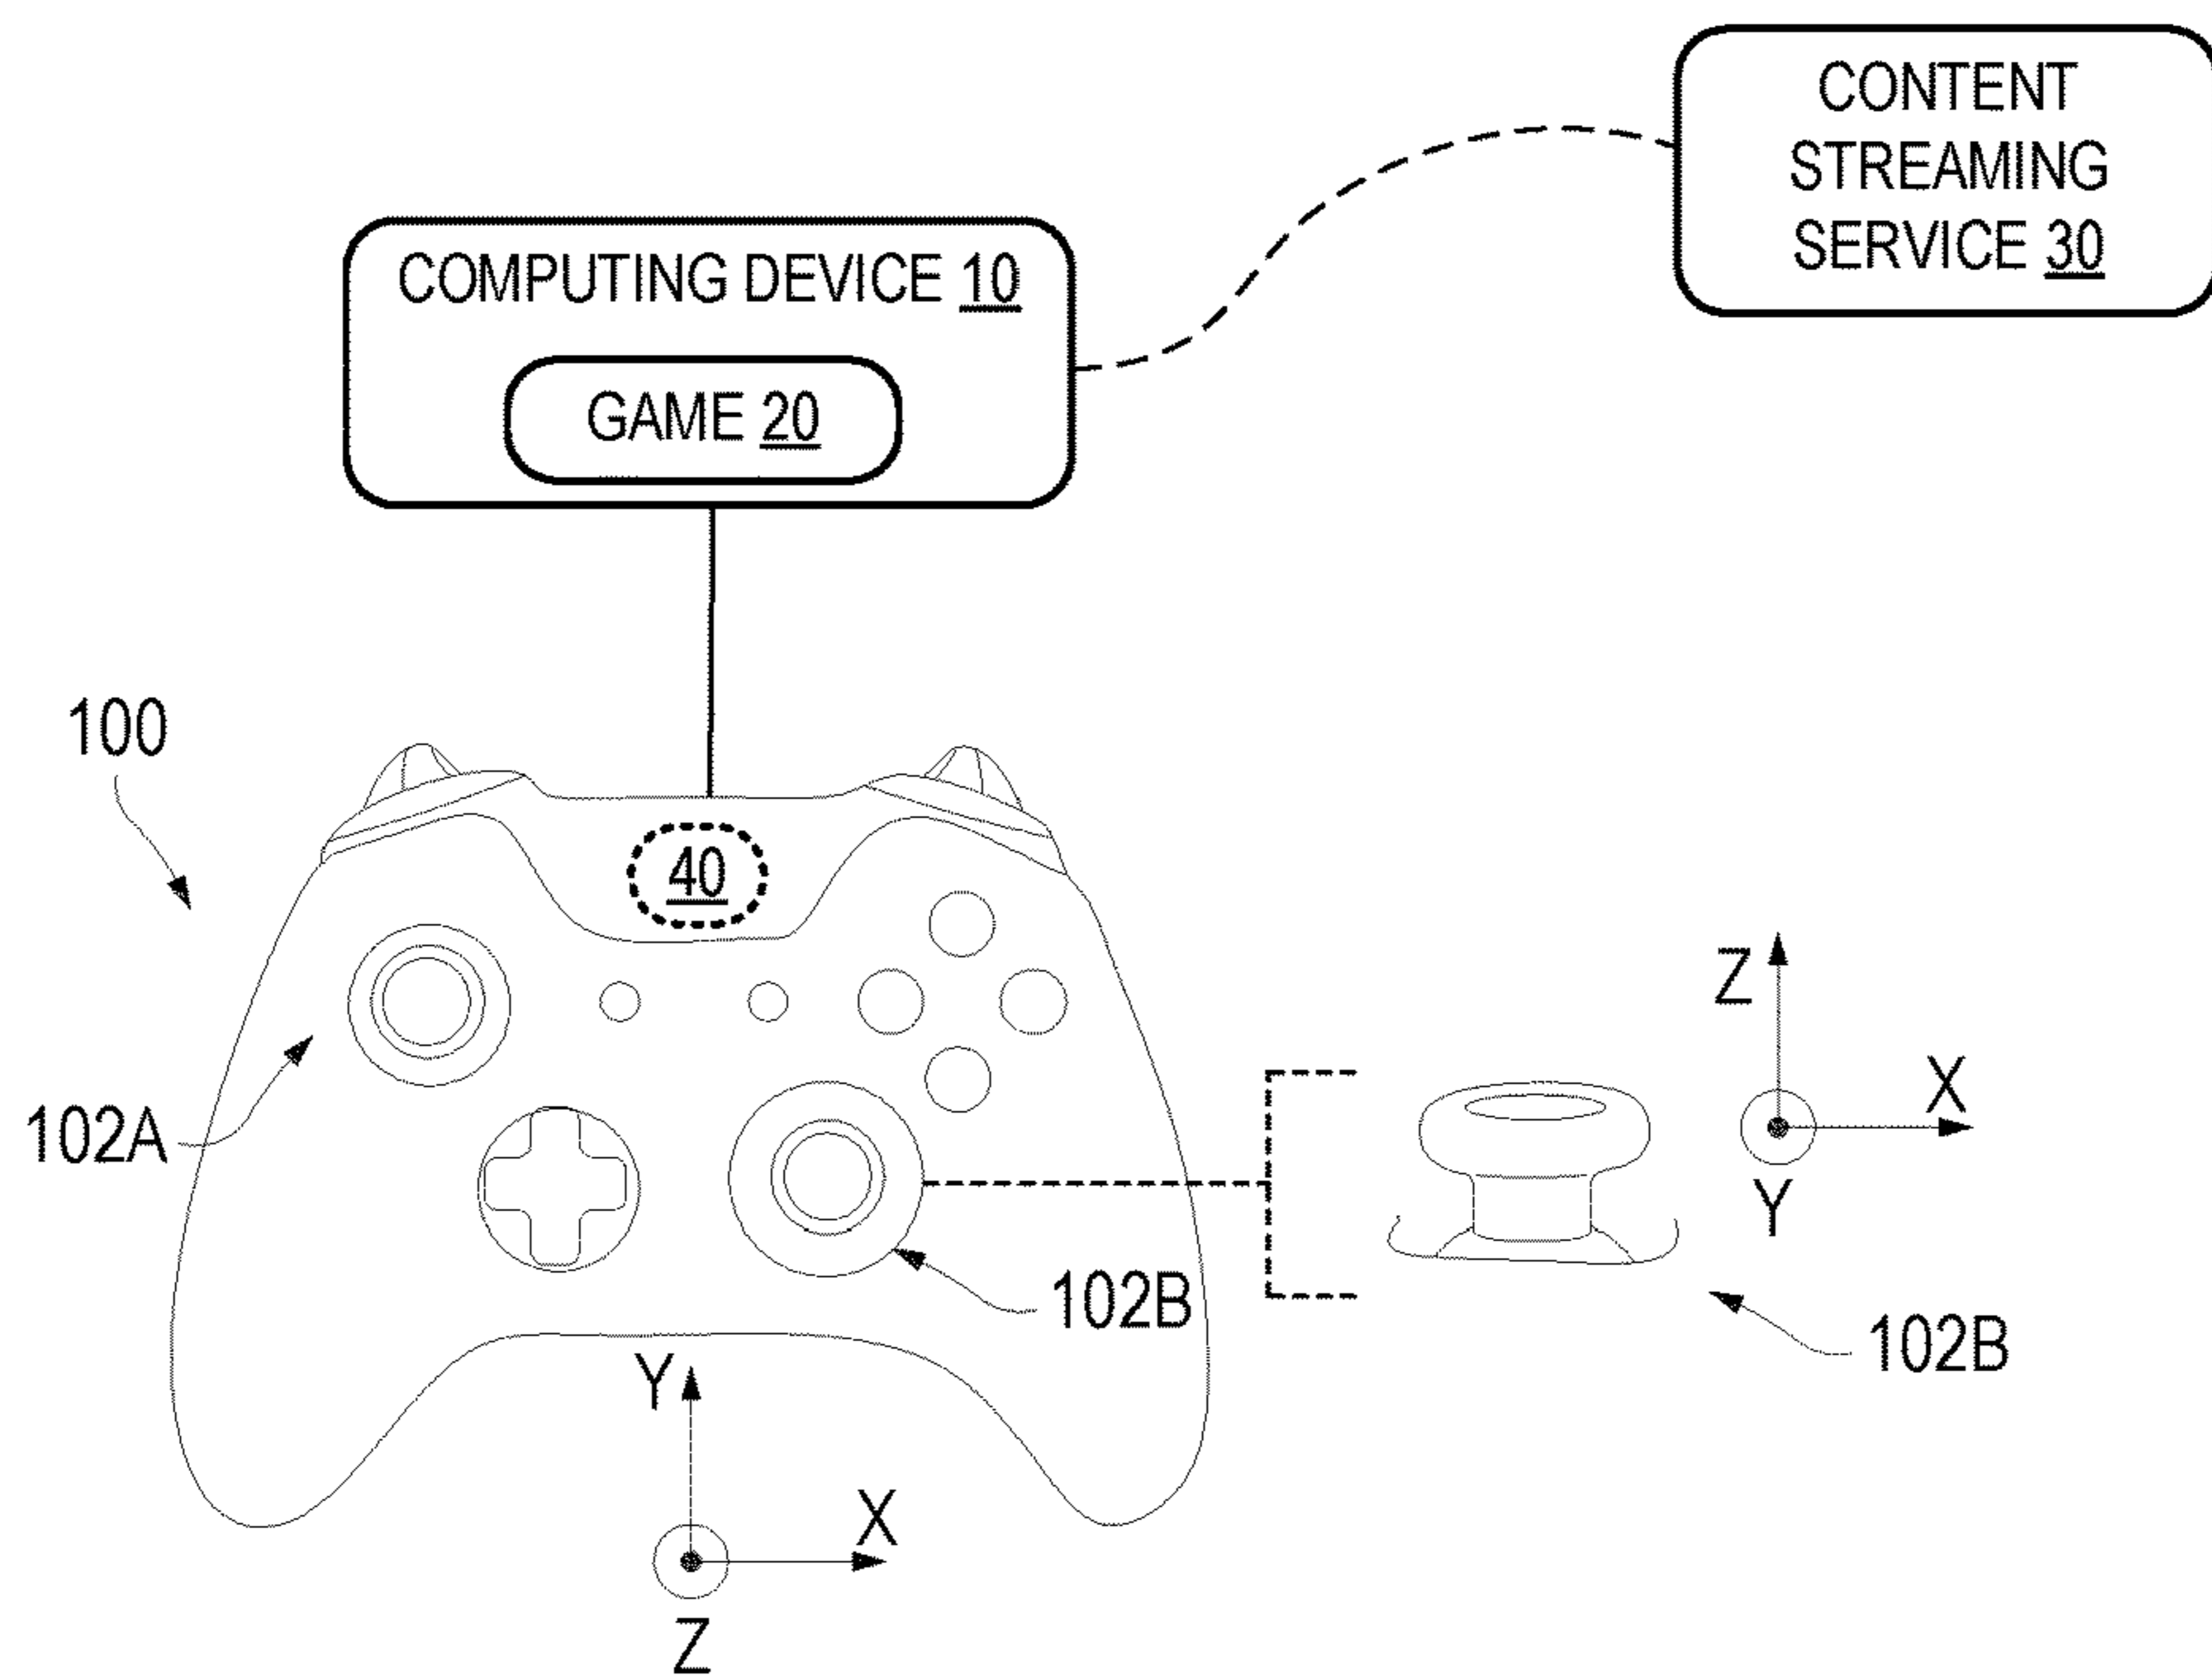 CONTENT
STREAMING
SERVICE 30
COMPUTING DEVICE 10
GAME 20
100
40
102A
Z
X
Y
102B
102B
Y
X
Z